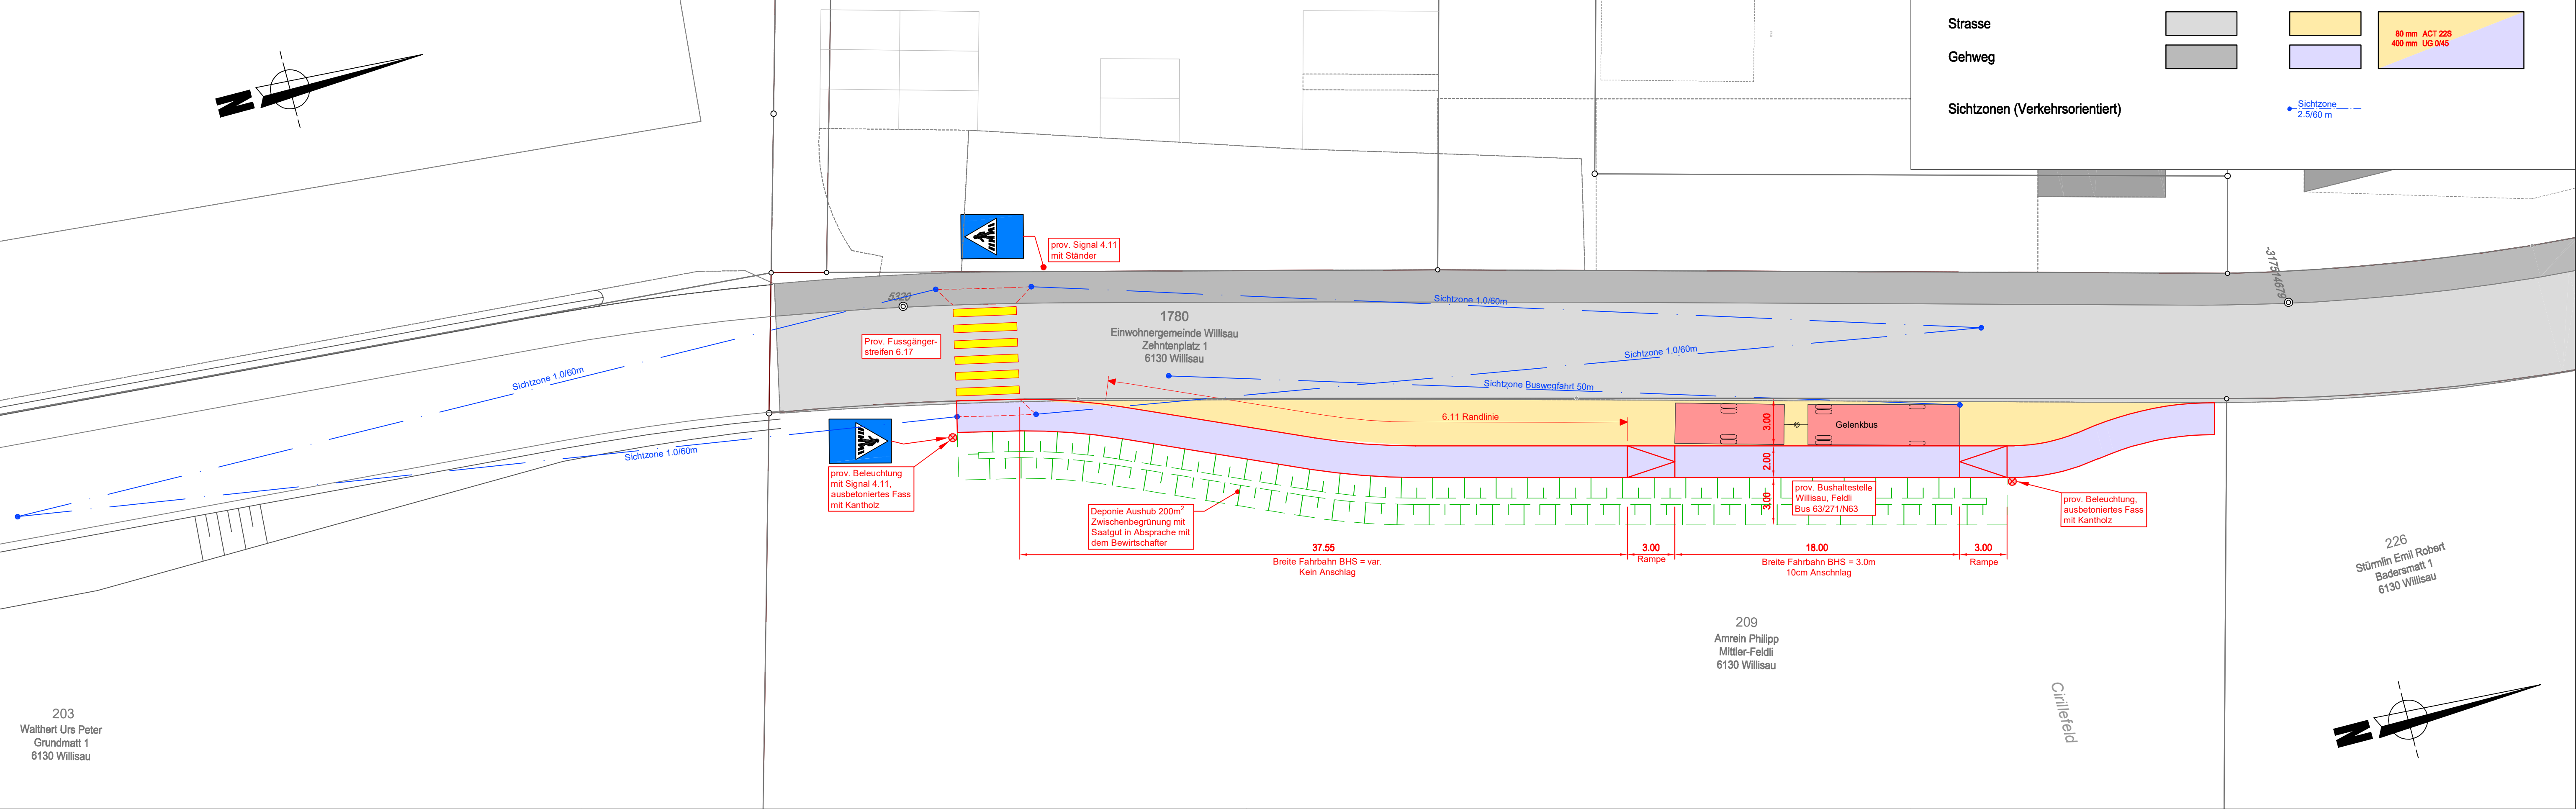 Strasse
Gehweg
80 mm ACT 22S
400 mm UG 0/45
Sichtzonen (Verkehrsorientiert)
Sichtzone
2.5/60 m
N
prov. Signal 4.11
mit Ständer
5320
Prov. Fussgänger-
streifen 6.17
1780
Einwohnergemeinde Willisau
Zehntenplatz 1
6130 Willisau
Sichtzone 1.0/60m
Sichtzone 1.0/60m
Sichtzone Buswegfahrt 50m
Sichtzone 1.0/60m
Sichtzone 1.0/60m
6.11 Randlinie
3.00
Gelenkbus
2.00
3.00
prov. Beleuchtung
mit Signal 4.11,
ausbetoniertes Fass
mit Kantholz
Deponie Aushub 200m²
Zwischenbegrünung mit
Saatgut in Absprache mit
dem Bewirtschafter
prov. Bushaltestelle
Willisau, Feldli
Bus 63/271/N63
prov. Beleuchtung,
ausbetoniertes Fass
mit Kantholz
37.55
Breite Fahrbahn BHS = var.
Kein Anschlag
3.00
Rampe
18.00
Breite Fahrbahn BHS = 3.0m
10cm Anschnlag
3.00
Rampe
209
Amrein Philipp
Mittler-Feldli
6130 Willisau
226
Stürmlin Emil Robert
Badersmatt 1
6130 Willisau
Cirillefeld
203
Walthert Urs Peter
Grundmatt 1
6130 Willisau
N